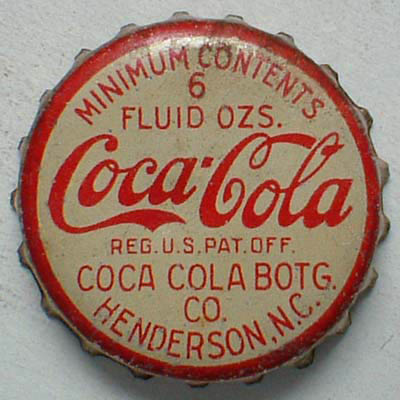 MINIMUM CONTENTS
6
FLUID OZS.
Coca-Cola
REG. U.S. PAT. OFF.
COCA COLA BOTG.
CO.
HENDERSON, N.C.